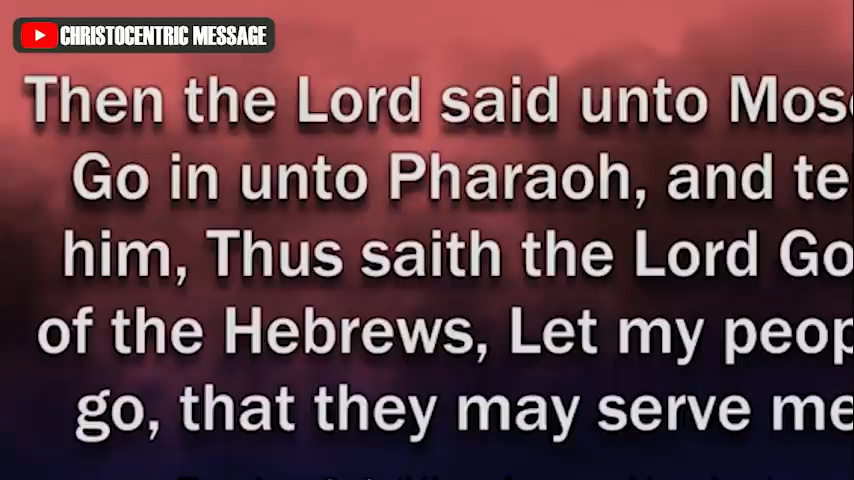 CHRISTOCENTRIC MESSAGE
Then the Lord said unto Mos
Go in unto Pharaoh, and te
him, Thus saith the Lord Go
of the Hebrews, Let my peop
go, that they may serve me